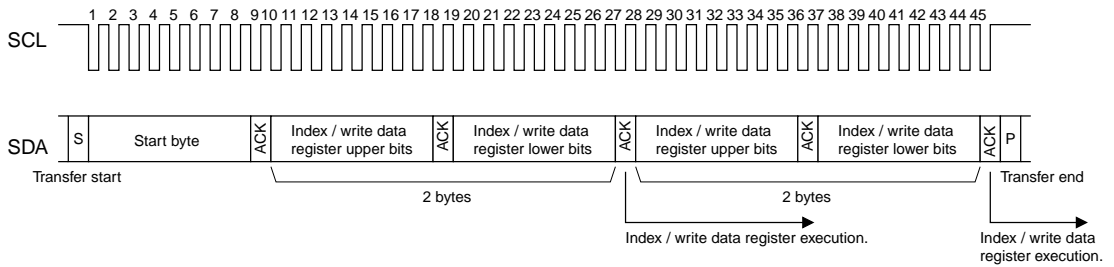 1 2 3 4 5 6 7 8 9 10 11 12 13 14 15 16 17 18 19 20 21 22 23 24 25 26 27 28 29 30 31 32 33 34 35 36 37 38 39 40 41 42 43 44 45
SCL
SDA
S
Start byte
ACK
Index / write data
register upper bits
ACK
Index / write data
register lower bits
ACK
Index / write data
register upper bits
ACK
Index / write data
register lower bits
ACK
P
Transfer start
Transfer end
2 bytes
2 bytes
Index / write data register execution.
Index / write data
register execution.